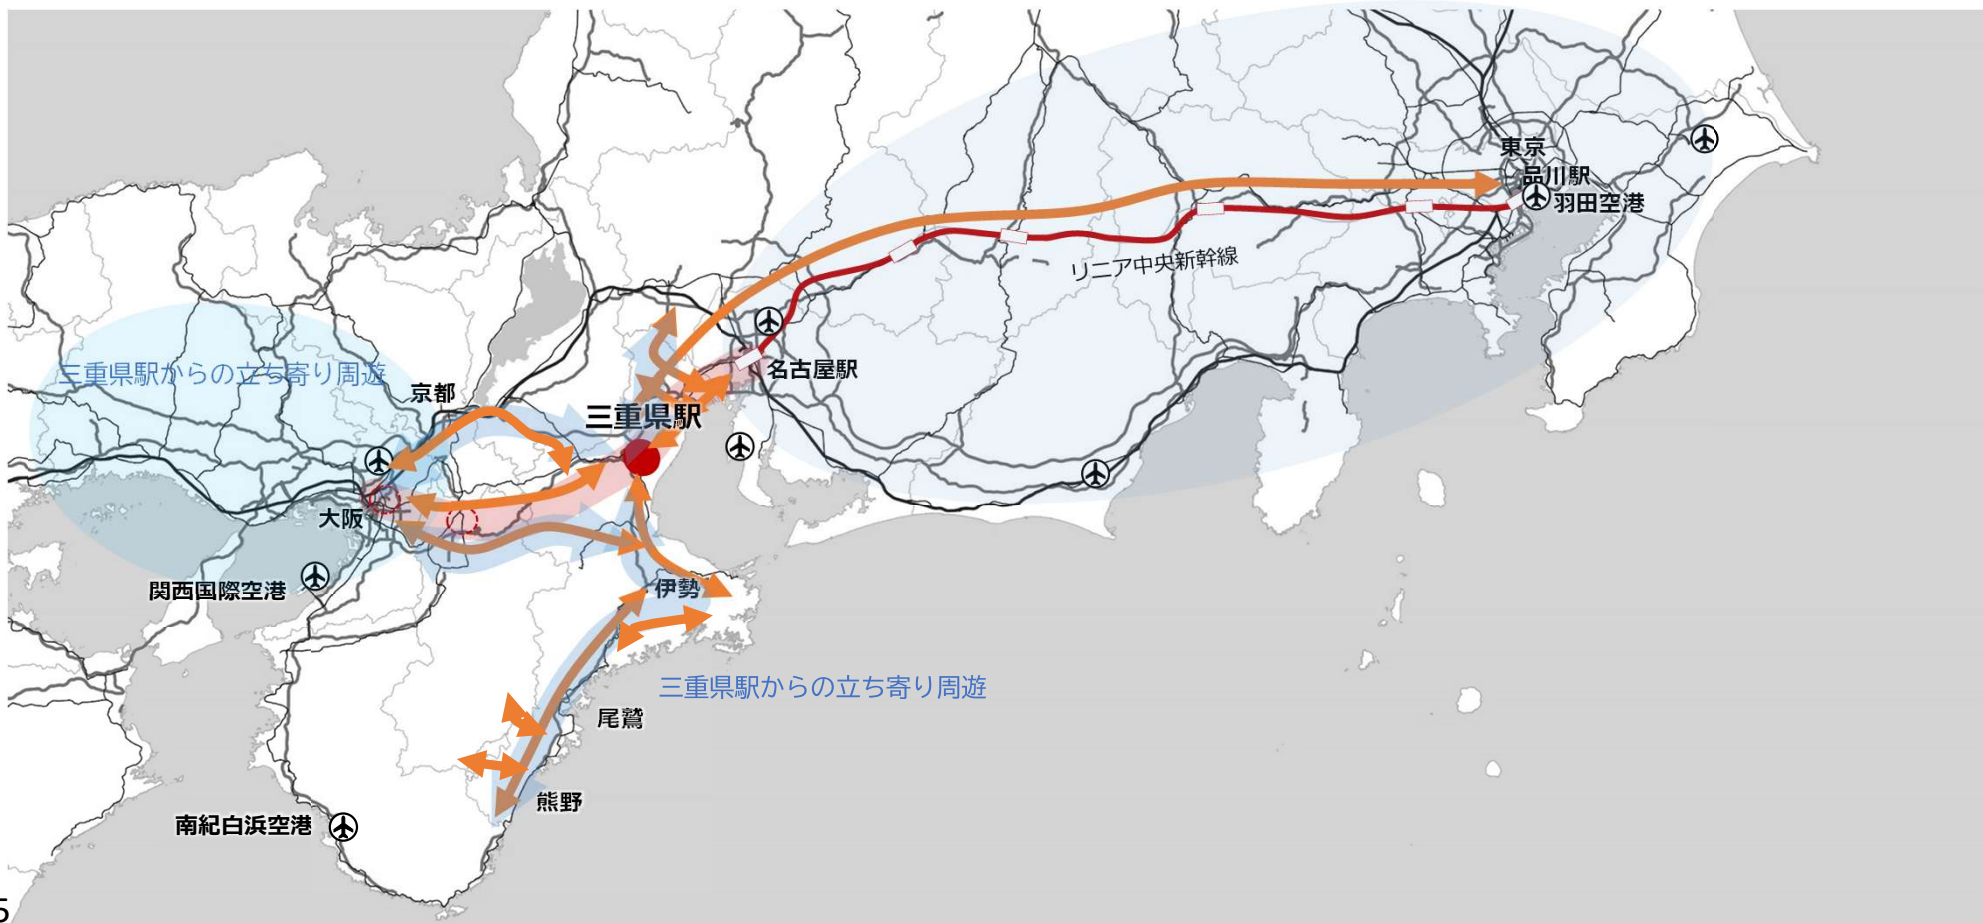 東京
品川駅
羽田空港
リニア中央新幹線
名古屋駅
三重県駅からの立ち寄り周遊
京都
三重県駅
大阪
関西国際空港
伊勢
三重県駅からの立ち寄り周遊
尾鷲
熊野
南紀白浜空港
5